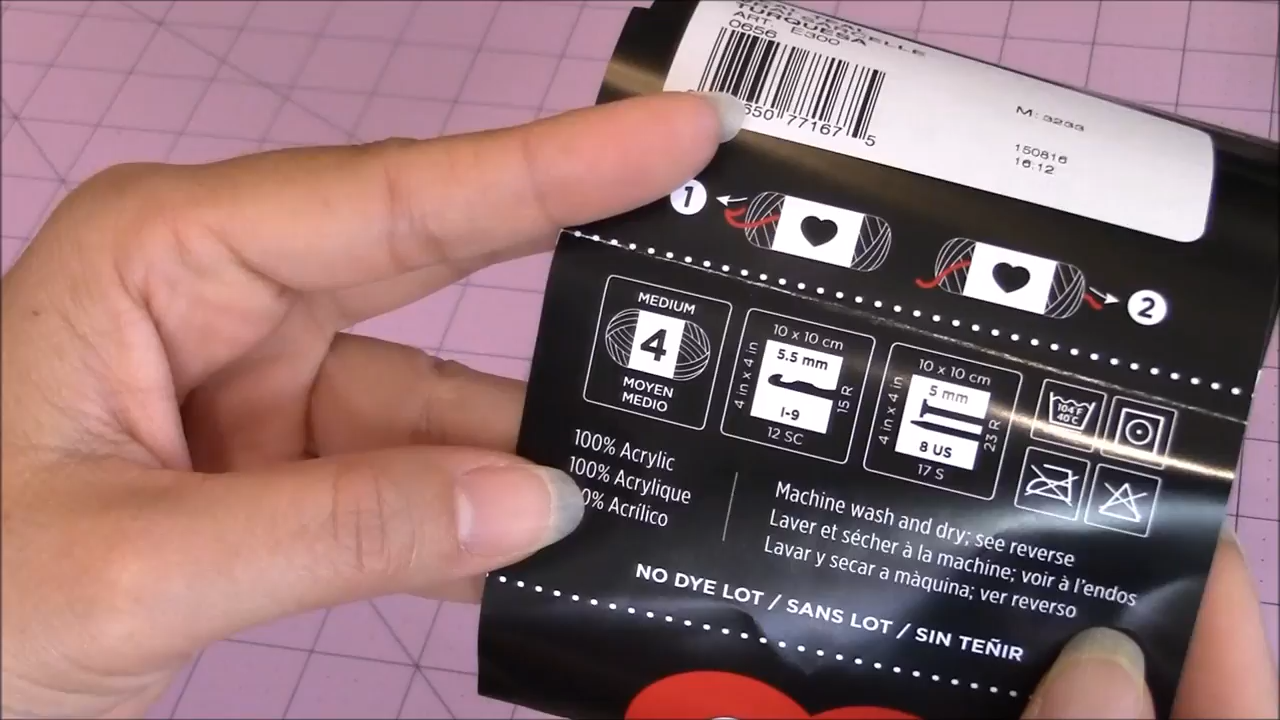 TURQUESA
ART. E300
0656
650 77167 5
M: 3233
150816
16:12
1
2
MEDIUM
4
MOYEN
MEDIO
10 x 10 cm
4 in x 4 in
5.5 mm
I-9
15 R
12 SC
10 x 10 cm
4 in x 4 in
5 mm
8 US
23 R
17 S
104 F
40 C
100% Acrylic
100% Acrylique
0% Acrílico
Machine wash and dry; see reverse
Laver et sécher à la machine; voir à l'endos
Lavar y secar a màquina; ver reverso
NO DYE LOT / SANS LOT / SIN TEÑIR